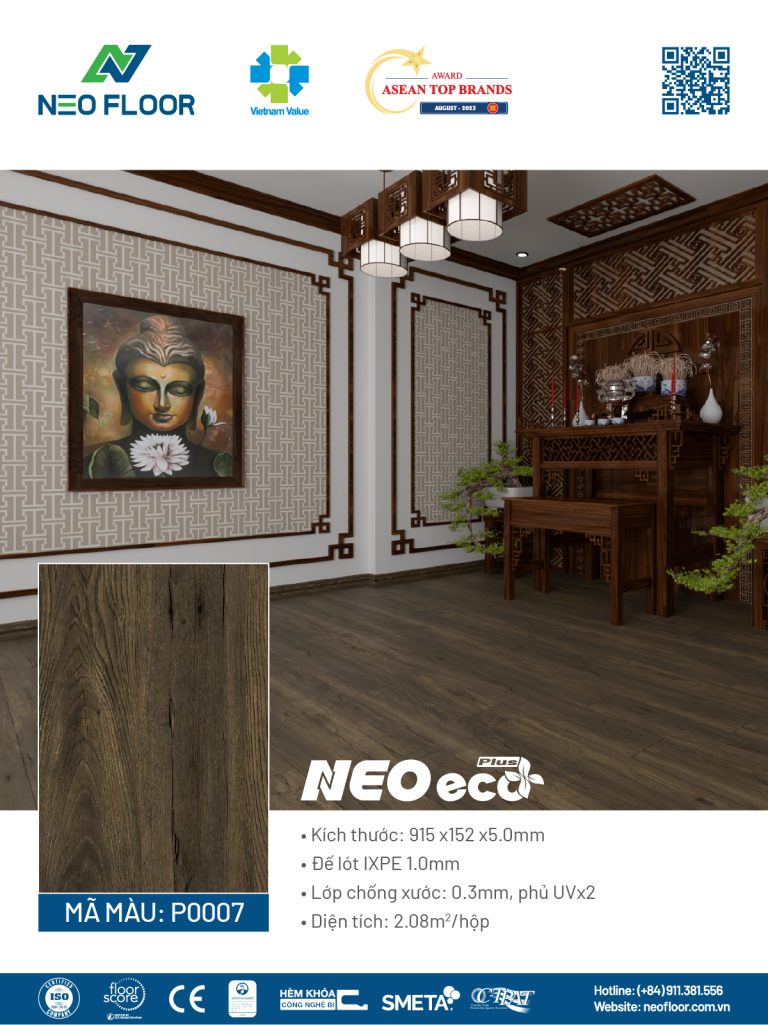 NEO FLOOR
Vietnam Value
AWARD
ASEAN TOP BRANDS
AUGUST - 2023
Plus
NEO eco
• Kích thước: 915 x152 x5.0mm
• Đế lót IXPE 1.0mm
• Lớp chống xước: 0.3mm, phủ UVx2
• Diện tích: 2.08m²/hộp
MÃ MÀU: P0007
CERTIFIED
ISO
COMPANY
floor
score
CE
HÈM KHÓA
CÔNG NGHỆ BỈ
SMETA
Hotline: (+84) 911.381.556
Website: neofloor.com.vn